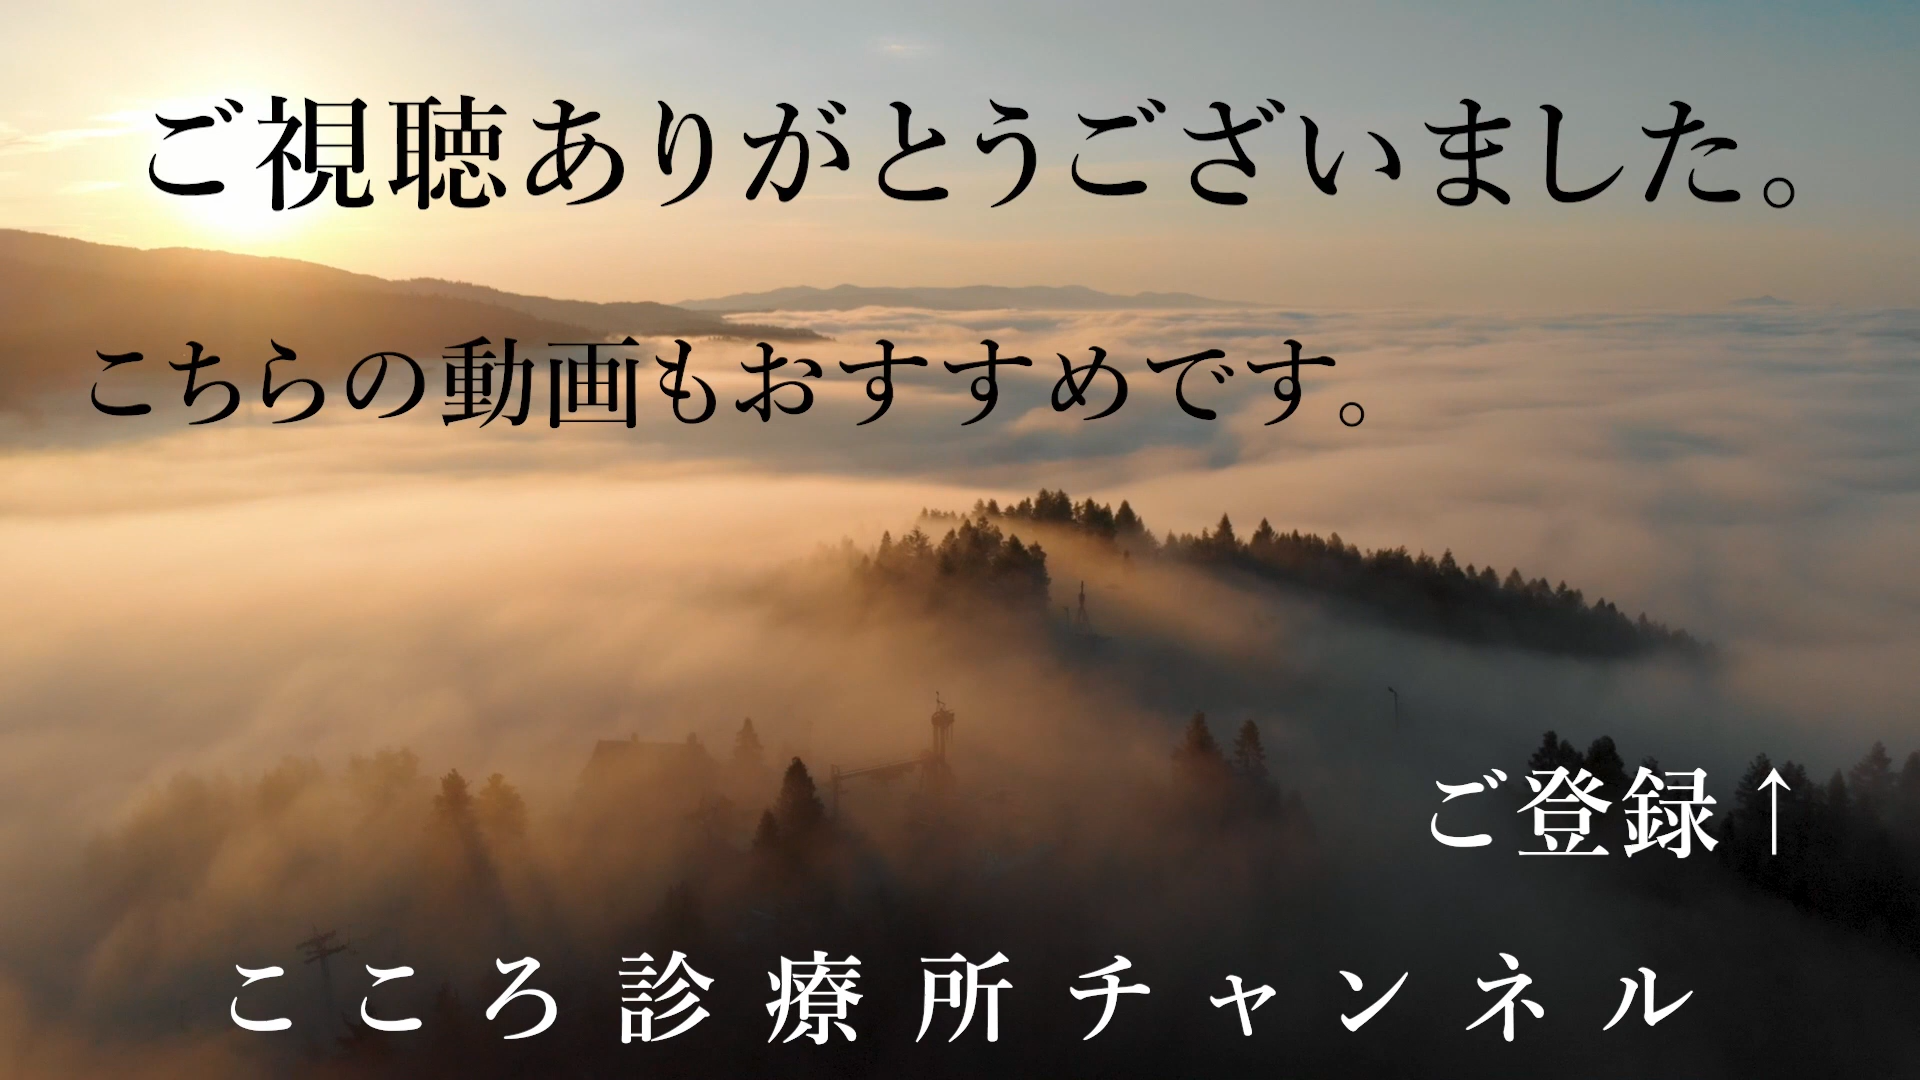 ご視聴ありがとうございました。
こちらの動画もおすすめです。
ご登録↑
こころ診療所チャンネル